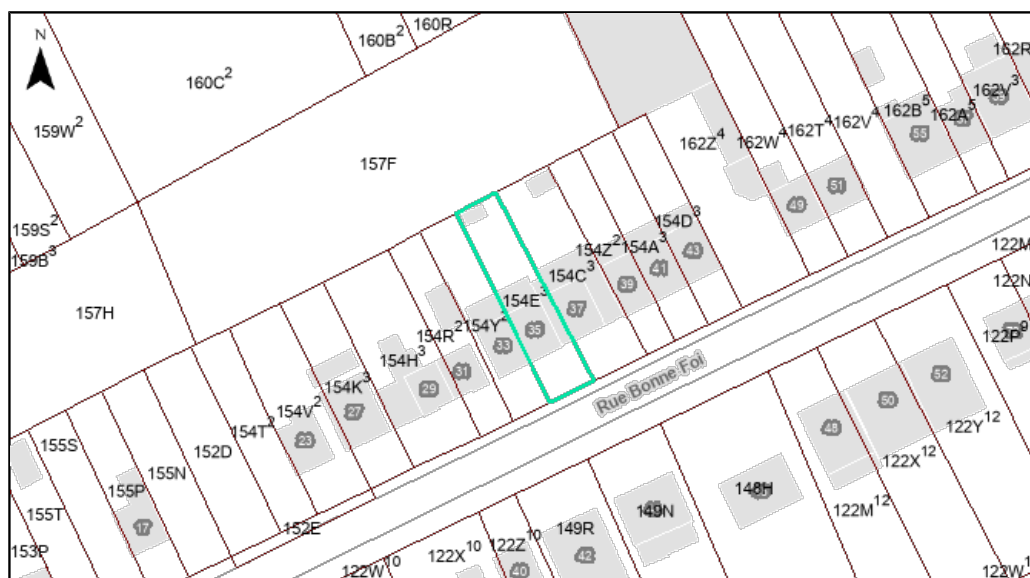 160R
160B²
N
160C²
162R
162Y³
159W²
162B⁵
162A⁵
162V⁴
162T⁴
55
162W⁴
162Z⁴
157F
51
49
159S²
154D³
122M
159B³
154A³
154Z²
43
41
154C³
39
122N
157H
154E³
37
154R²
154Y²
35
33
122P⁹
154H³
31
Rue Bonne Foi
154K³
29
52
154V²
27
50
154T²
23
48
122Y¹²
155S
152D
122X¹²
155N
155P
148H
155T
17
149N
122M¹²
152E
149R
153P
122Z¹⁰
122X¹⁰
42
122W¹⁰
40
122W¹